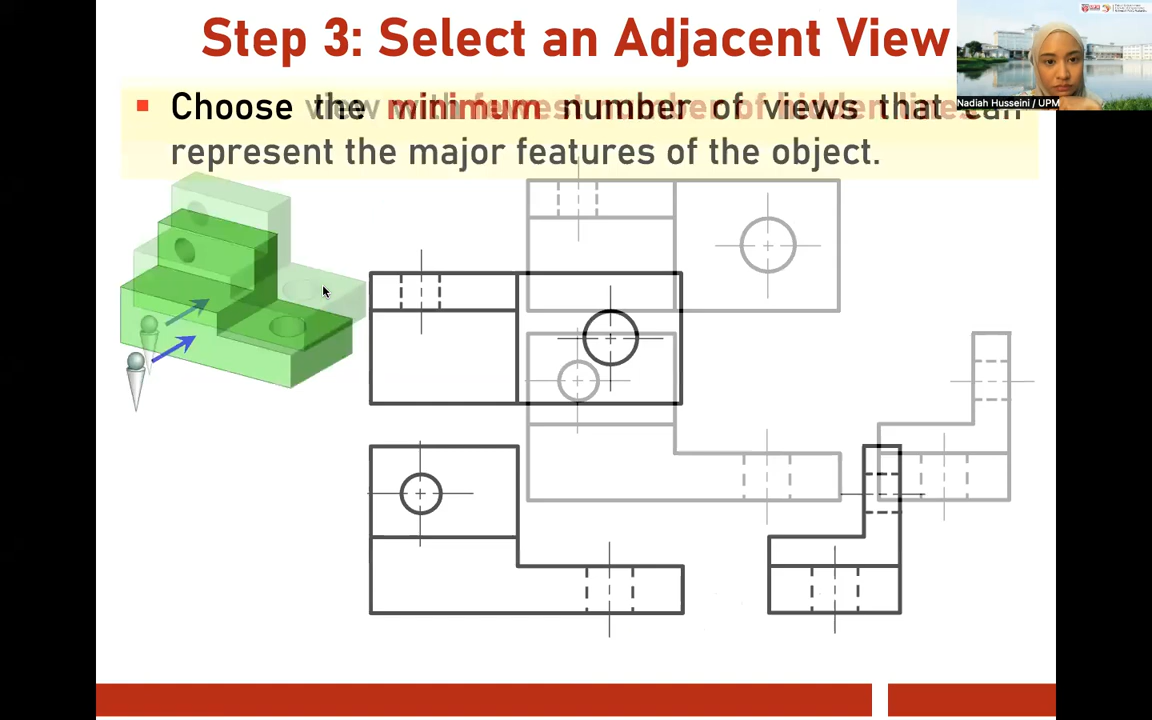 Step 3: Select an Adjacent View
▪ Choose the minimum number of views that can
represent the major features of the object.
Nadiah Husseini / UPM